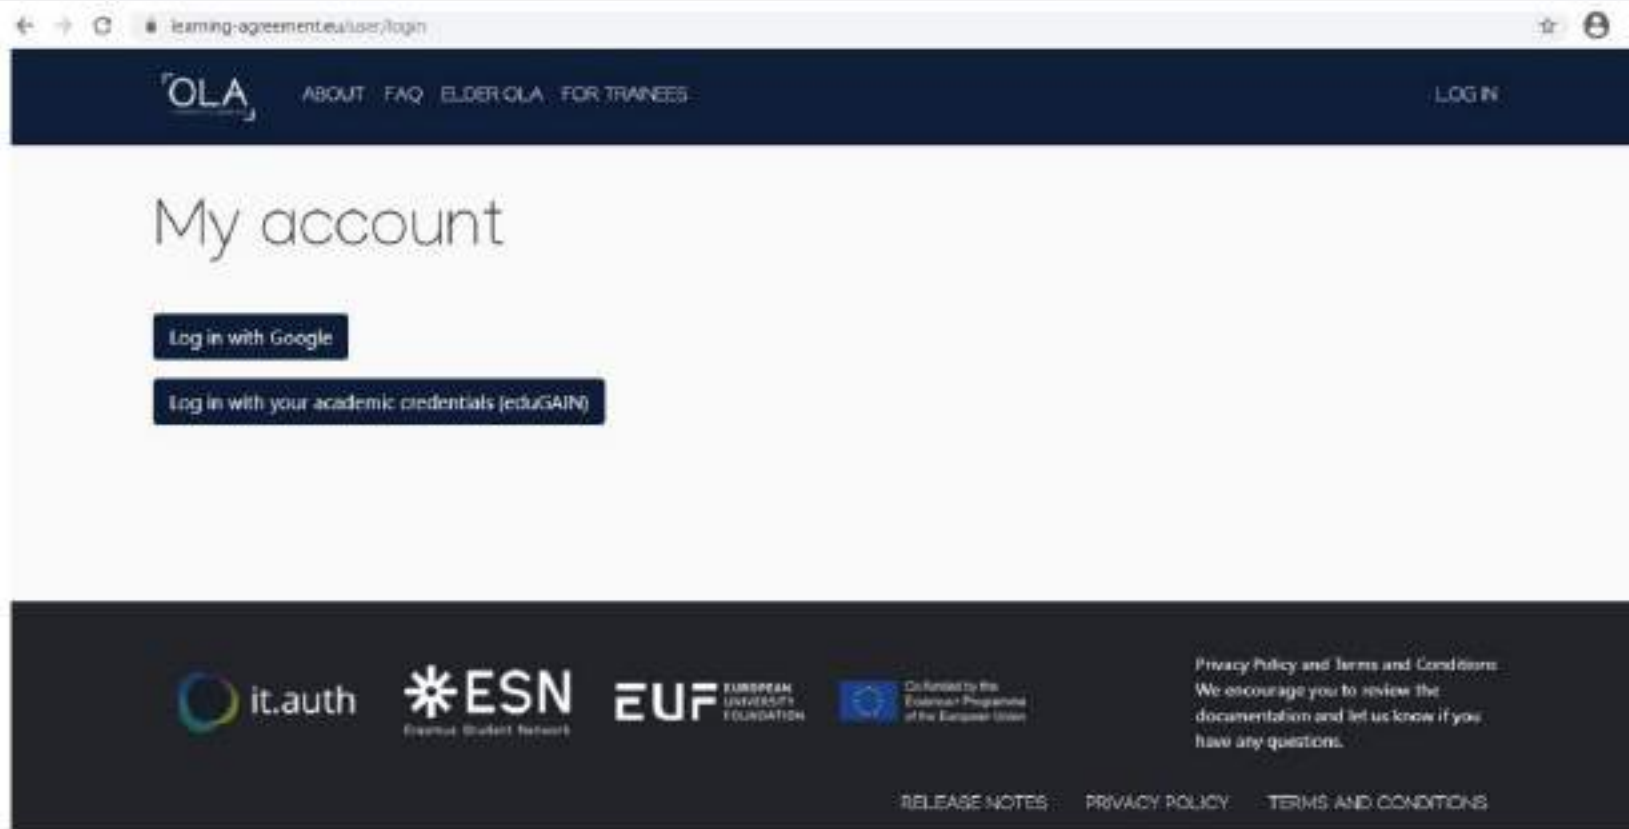 learning-agreement.eu/user/login
OLA
ABOUT FAQ ELDER OLA FOR TRAINEES
LOG IN
My account
Log in with Google
Log in with your academic credentials (eduGAIN)
it.auth
ESN
Erasmus Student Network
EUF EUROPEAN
UNIVERSITY
FOUNDATION
Co-funded by the
Erasmus+ Programme
of the European Union
Privacy Policy and Terms and Conditions
We encourage you to review the
documentation and let us know if you
have any questions.
RELEASE NOTES PRIVACY POLICY TERMS AND CONDITIONS